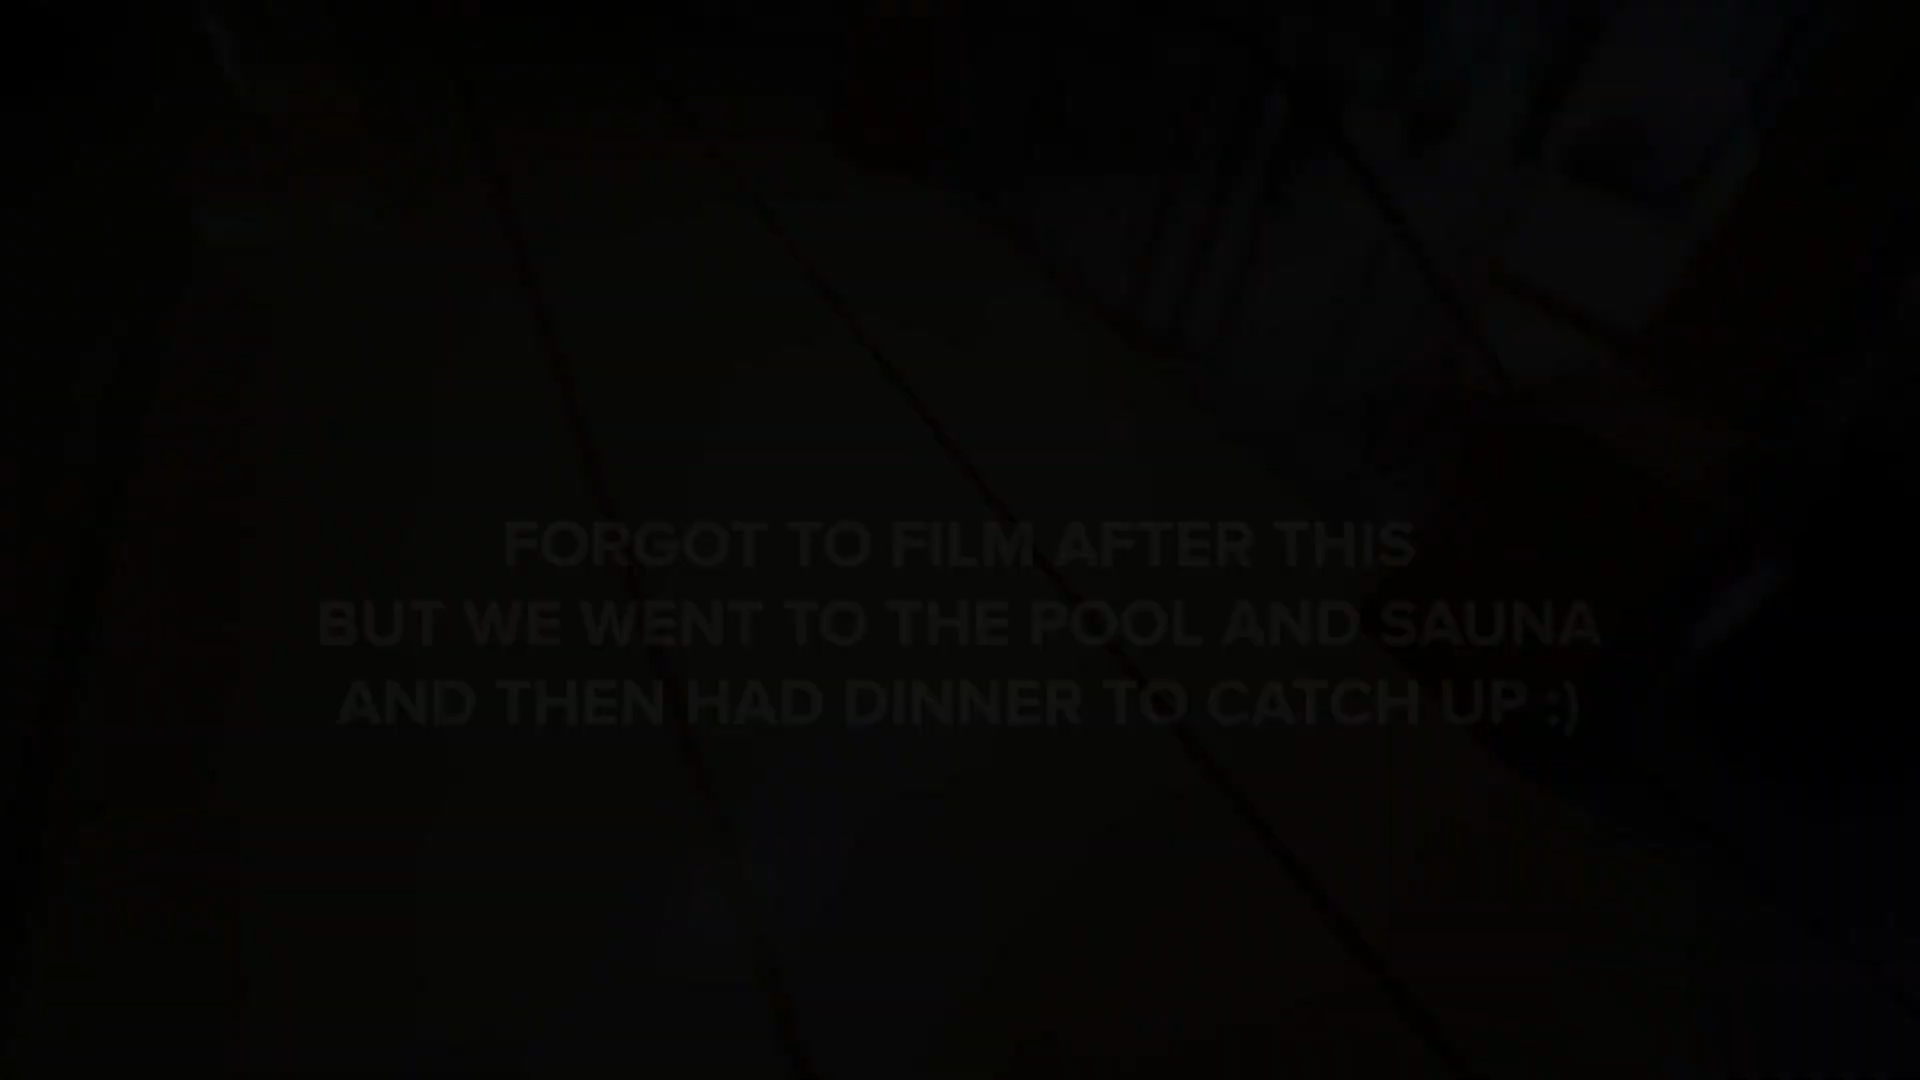 FORGOT TO FILM AFTER THIS
BUT WE WENT TO THE POOL AND SAUNA
AND THEN HAD DINNER TO CATCH UP :)